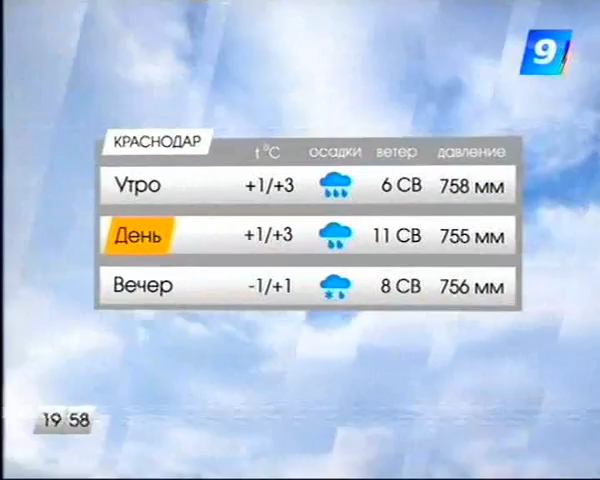 9
КРАСНОДАР
t °C осадки ветер давление
Утро +1/+3 6 СВ 758 мм
День +1/+3 11 СВ 755 мм
Вечер -1/+1 8 СВ 756 мм
19 58